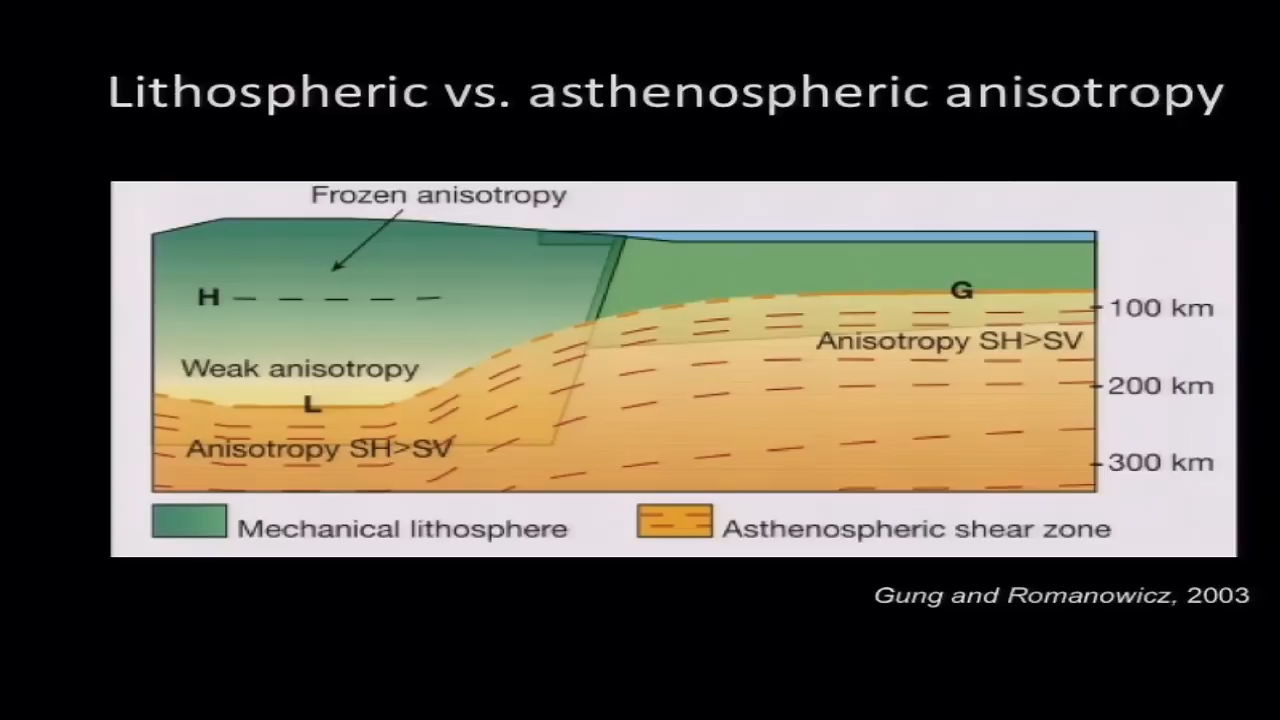 Lithospheric vs. asthenospheric anisotropy
Frozen anisotropy
H
G
100 km
Anisotropy SH>SV
Weak anisotropy
200 km
L
Anisotropy SH>SV
300 km
Mechanical lithosphere
Asthenospheric shear zone
Gung and Romanowicz, 2003